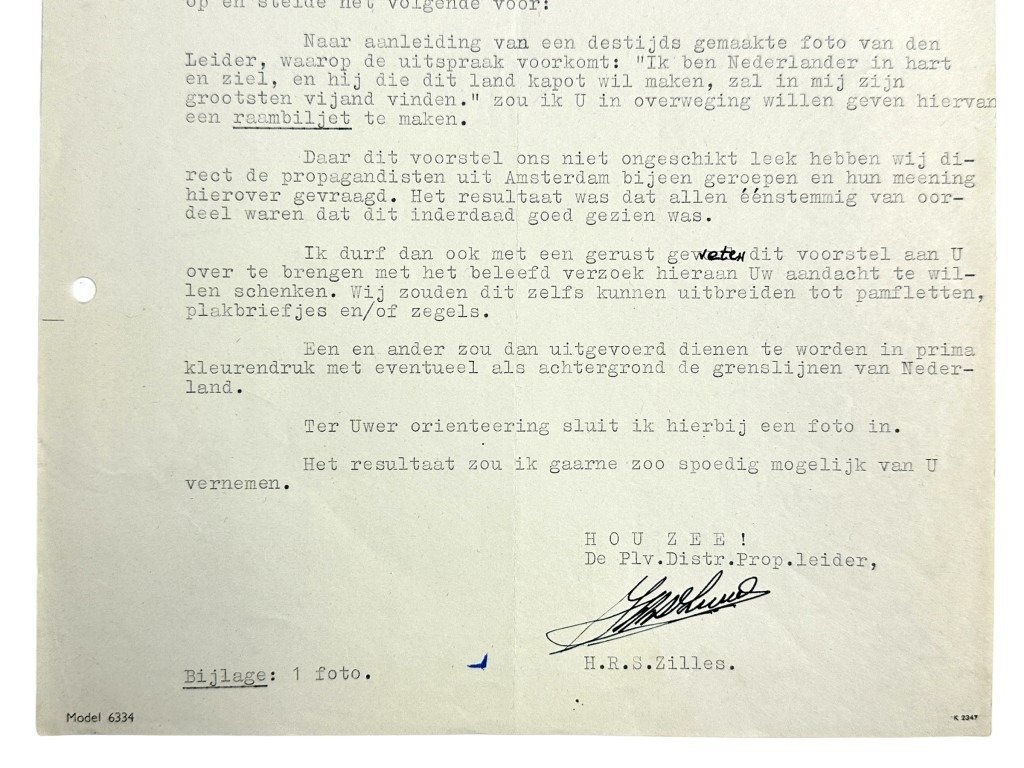 op en stelde het volgende voor:
Naar aanleiding van een destijds gemaakte foto van den
Leider, waarop de uitspraak voorkomt: "Ik ben Nederlander in hart
en ziel, en hij die dit land kapot wil maken, zal in mij zijn
grootsten vijand vinden." zou ik U in overweging willen geven hiervan
een raambiljet te maken.
Daar dit voorstel ons niet ongeschikt leek hebben wij di-
rect de propagandisten uit Amsterdam bijeen geroepen en hun meening
hierover gevraagd. Het resultaat was dat allen éénstemmig van oor-
deel waren dat dit inderdaad goed gezien was.
Ik durf dan ook met een gerust geweten dit voorstel aan U
over te brengen met het beleefd verzoek hieraan Uw aandacht te wil-
len schenken. Wij zouden dit zelfs kunnen uitbreiden tot pamfletten,
plakbriefjes en/of zegels.
Een en ander zou dan uitgevoerd dienen te worden in prima
kleurendruk met eventueel als achtergrond de grenslijnen van Neder-
land.
Ter Uwer orienteering sluit ik hierbij een foto in.
Het resultaat zou ik gaarne zoo spoedig mogelijk van U
vernemen.
HOU ZEE!
De Plv.Distr.Prop.leider,
H.R.S.Zilles.
Bijlage: 1 foto.
Model 6334
K 2347